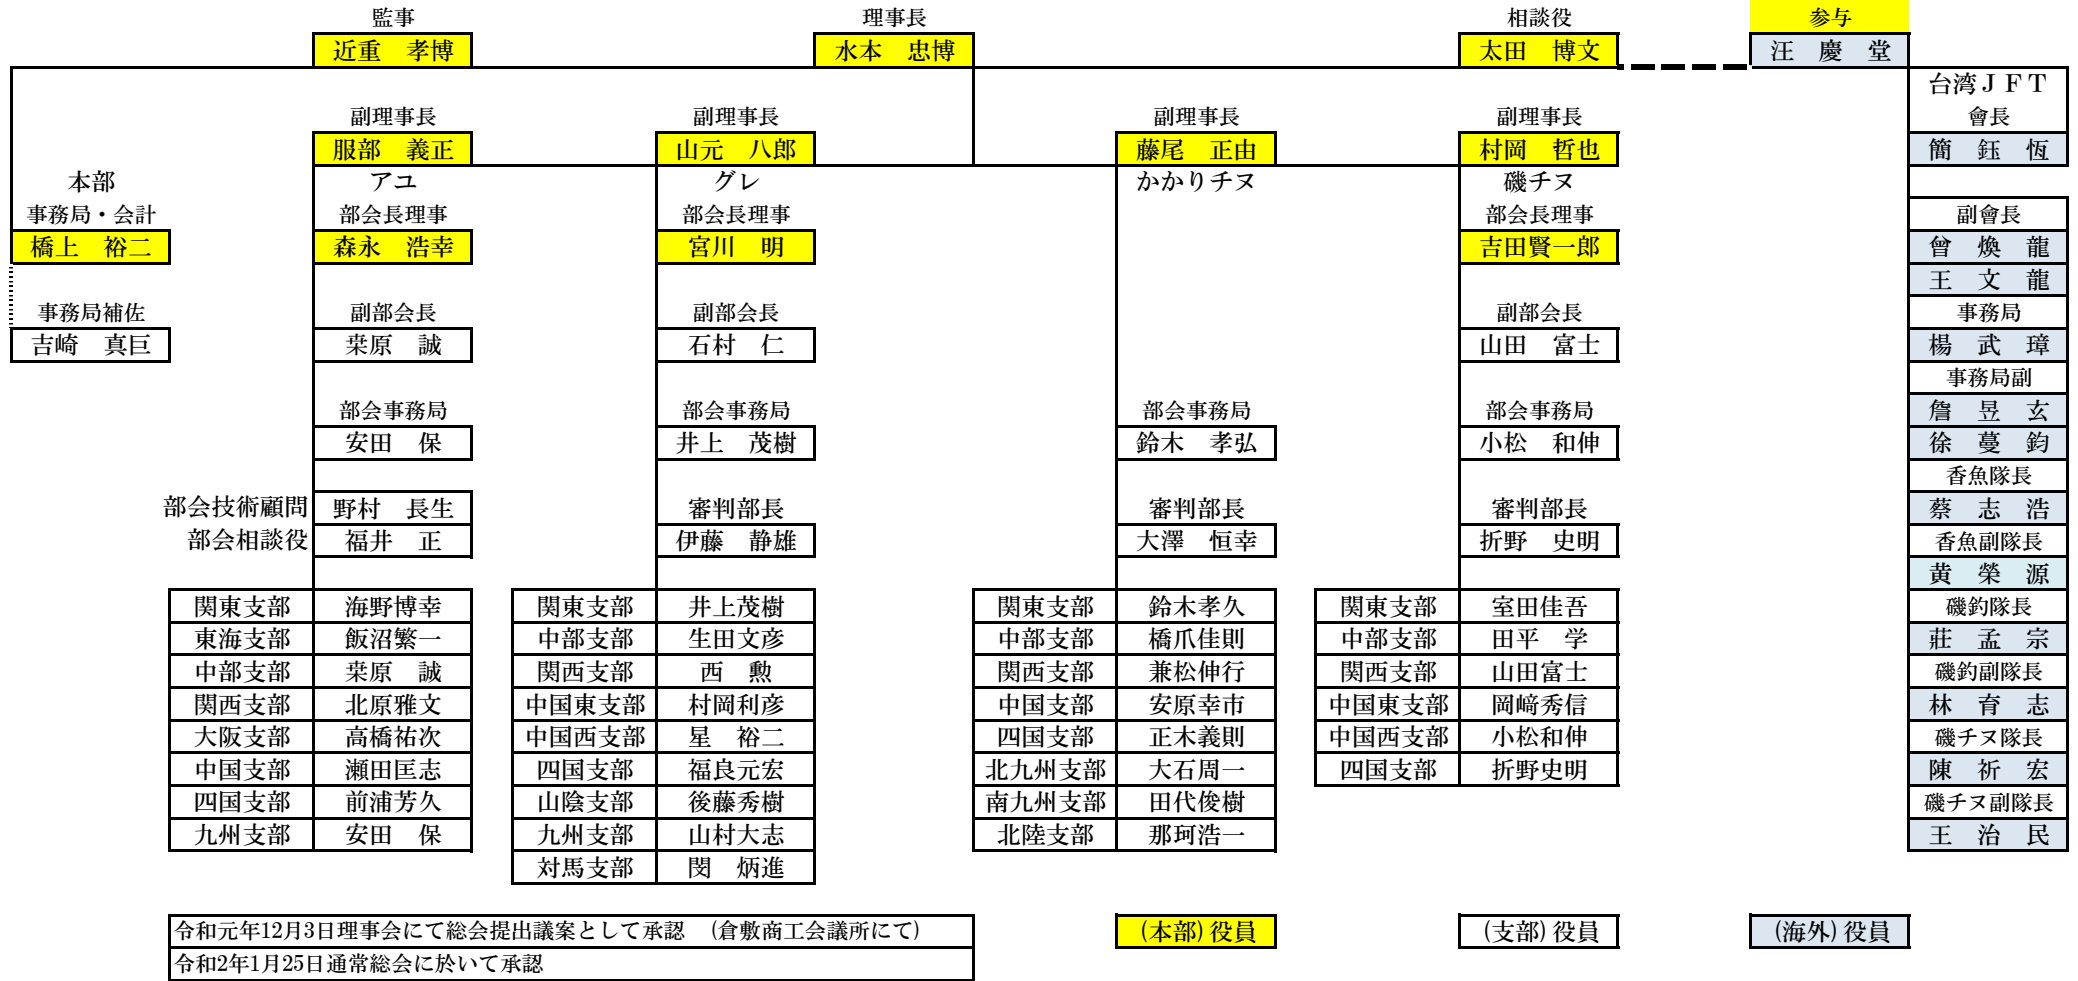 監事 理事長 相談役 参与
近重 孝博 水本 忠博 太田 博文 汪 慶 堂
台湾ＪＦＴ
副理事長 副理事長 副理事長 副理事長 會長
服部 義正 山元 八郎 藤尾 正由 村岡 哲也 簡 鈺 恆
本部 アユ グレ かかりチヌ 磯チヌ
事務局・会計 部会長理事 部会長理事 部会長理事 副會長
橋上 裕二 森永 浩幸 宮川 明 吉田賢一郎 曾 煥 龍
王 文 龍
事務局補佐 副部会長 副部会長 副部会長 事務局
吉崎 真巨 栞原 誠 石村 仁 山田 富士 楊 武 璋
事務局副
部会事務局 部会事務局 部会事務局 部会事務局 詹 昱 玄
安田 保 井上 茂樹 鈴木 孝弘 小松 和伸 徐 蔓 鈞
香魚隊長
部会技術顧問 野村 長生 審判部長 審判部長 審判部長 蔡 志 浩
部会相談役 福井 正 伊藤 静雄 大澤 恒幸 折野 史明 香魚副隊長
黄 榮 源
関東支部 海野博幸 関東支部 井上茂樹 関東支部 鈴木孝久 関東支部 室田佳吾 磯釣隊長
東海支部 飯沼繁一 中部支部 生田文彦 中部支部 橋爪佳則 中部支部 田平 学 莊 孟 宗
中部支部 栞原 誠 関西支部 西 勲 関西支部 兼松伸行 関西支部 山田富士 磯釣副隊長
関西支部 北原雅文 中国東支部 村岡利彦 中国支部 安原幸市 中国東支部 岡﨑秀信 林 育 志
大阪支部 高橋祐次 中国西支部 星 裕二 四国支部 正木義則 中国西支部 小松和伸 磯チヌ隊長
中国支部 瀬田匡志 四国支部 福良元宏 北九州支部 大石周一 四国支部 折野史明 陳 祈 宏
四国支部 前浦芳久 山陰支部 後藤秀樹 南九州支部 田代俊樹 磯チヌ副隊長
九州支部 安田 保 九州支部 山村大志 北陸支部 那珂浩一 王 治 民
対馬支部 閔 炳進
令和元年12月3日理事会にて総会提出議案として承認 （倉敷商工会議所にて） （本部）役員 （支部）役員 （海外）役員
令和2年1月25日通常総会に於いて承認